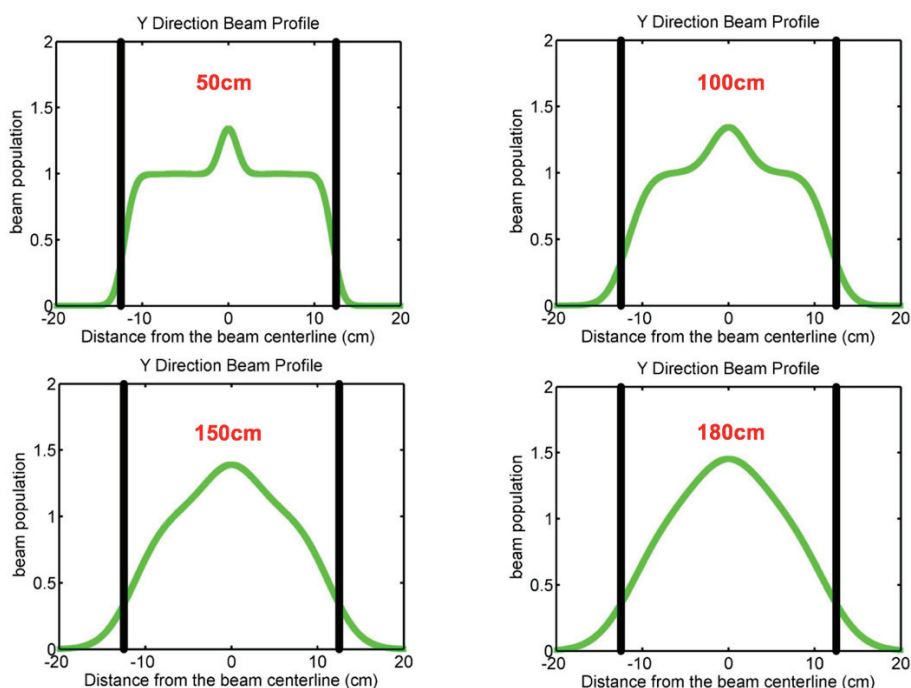 Y Direction Beam Profile
2
1.5
1
0.5
0
beam population
50cm
-20
-10
0
10
20
Distance from the beam centerline (cm)
Y Direction Beam Profile
2
1.5
1
0.5
0
beam population
100cm
-20
-10
0
10
20
Distance from the beam centerline (cm)
Y Direction Beam Profile
2
1.5
1
0.5
0
beam population
150cm
-20
-10
0
10
20
Distance from the beam centerline (cm)
Y Direction Beam Profile
2
1.5
1
0.5
0
beam population
180cm
-20
-10
0
10
20
Distance from the beam centerline (cm)